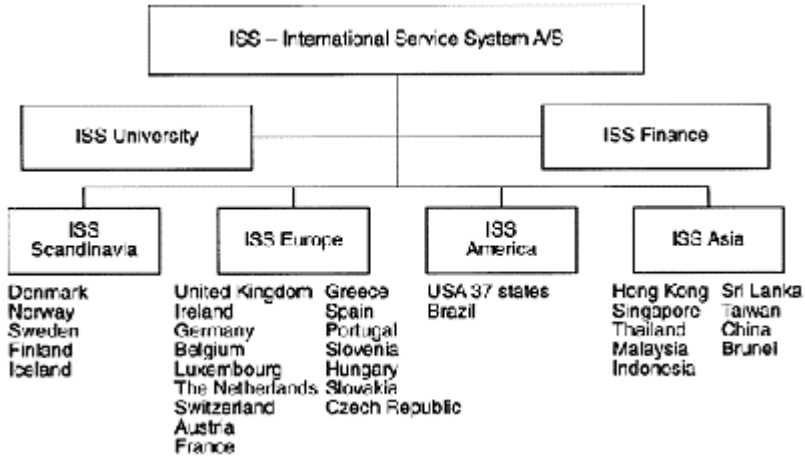 ISS – International Service System A/S
ISS University
ISS Finance
ISS
Scandinavia
ISS Europe
ISS
America
ISS Asia
Denmark
Norway
Sweden
Finland
Iceland
United Kingdom
Ireland
Germany
Belgium
Luxembourg
The Netherlands
Switzerland
Austria
France
Greece
Spain
Portugal
Slovenia
Hungary
Slovakia
Czech Republic
USA 37 states
Brazil
Hong Kong
Singapore
Thailand
Malaysia
Indonesia
Sri Lanka
Taiwan
China
Brunei